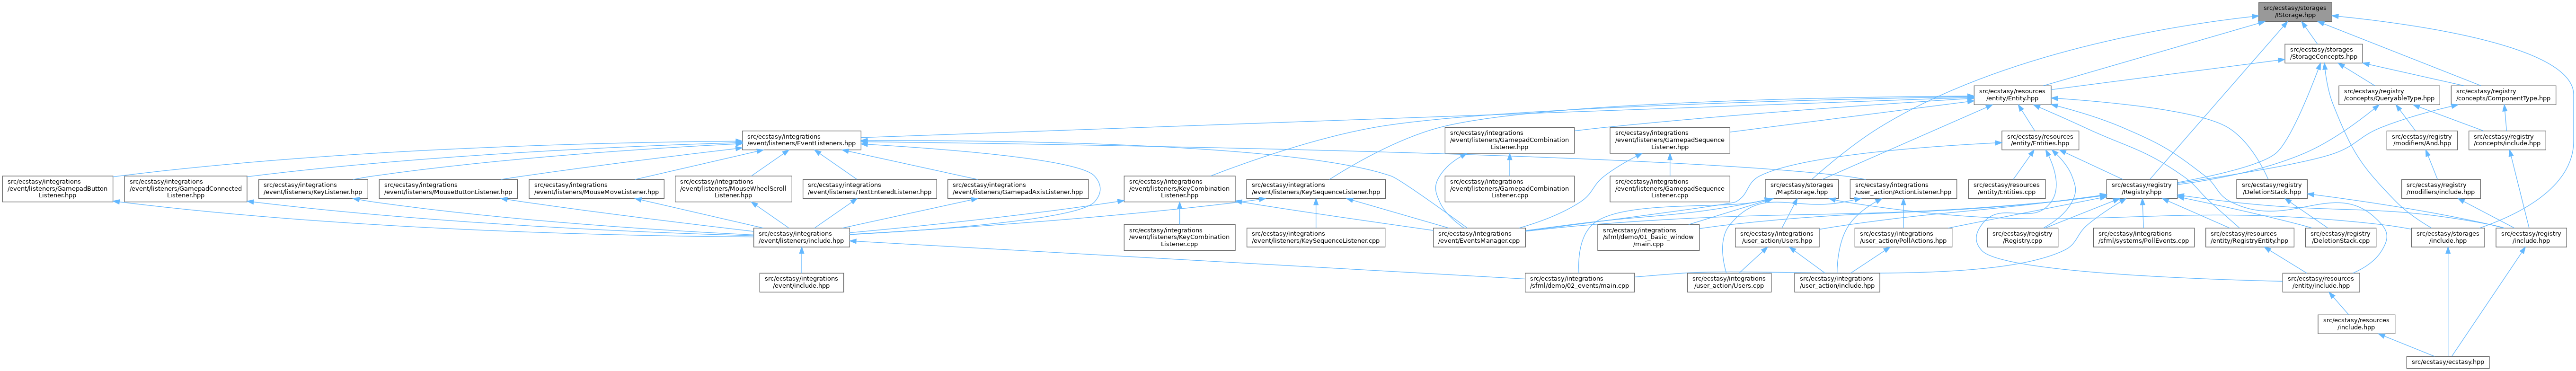 src/ecstasy/storages
/IStorage.hpp
src/ecstasy/storages
/StorageConcepts.hpp
src/ecstasy/resources
/entity/Entity.hpp
src/ecstasy/registry
/concepts/QueryableType.hpp
src/ecstasy/registry
/concepts/ComponentType.hpp
src/ecstasy/integrations
/event/listeners/EventListeners.hpp
src/ecstasy/integrations
/event/listeners/GamepadCombination
Listener.hpp
src/ecstasy/integrations
/event/listeners/GamepadSequence
Listener.hpp
src/ecstasy/resources
/entity/Entities.hpp
src/ecstasy/registry
/modifiers/And.hpp
src/ecstasy/registry
/concepts/include.hpp
src/ecstasy/integrations
/event/listeners/GamepadButton
Listener.hpp
src/ecstasy/integrations
/event/listeners/GamepadConnected
Listener.hpp
src/ecstasy/integrations
/event/listeners/KeyListener.hpp
src/ecstasy/integrations
/event/listeners/MouseButtonListener.hpp
src/ecstasy/integrations
/event/listeners/MouseMoveListener.hpp
src/ecstasy/integrations
/event/listeners/MouseWheelScroll
Listener.hpp
src/ecstasy/integrations
/event/listeners/TextEnteredListener.hpp
src/ecstasy/integrations
/event/listeners/GamepadAxisListener.hpp
src/ecstasy/integrations
/event/listeners/KeyCombination
Listener.hpp
src/ecstasy/integrations
/event/listeners/KeySequenceListener.hpp
src/ecstasy/integrations
/event/listeners/GamepadCombination
Listener.cpp
src/ecstasy/integrations
/event/listeners/GamepadSequence
Listener.cpp
src/ecstasy/storages
/MapStorage.hpp
src/ecstasy/integrations
/user_action/ActionListener.hpp
src/ecstasy/resources
/entity/Entities.cpp
src/ecstasy/registry
/Registry.hpp
src/ecstasy/registry
/DeletionStack.hpp
src/ecstasy/registry
/modifiers/include.hpp
src/ecstasy/integrations
/event/listeners/include.hpp
src/ecstasy/integrations
/event/listeners/KeyCombination
Listener.cpp
src/ecstasy/integrations
/event/listeners/KeySequenceListener.cpp
src/ecstasy/integrations
/event/EventsManager.cpp
src/ecstasy/integrations
/sfml/demo/01_basic_window
/main.cpp
src/ecstasy/integrations
/user_action/Users.hpp
src/ecstasy/integrations
/user_action/PollActions.hpp
src/ecstasy/registry
/Registry.cpp
src/ecstasy/integrations
/sfml/systems/PollEvents.cpp
src/ecstasy/resources
/entity/RegistryEntity.hpp
src/ecstasy/registry
/DeletionStack.cpp
src/ecstasy/storages
/include.hpp
src/ecstasy/registry
/include.hpp
src/ecstasy/integrations
/event/include.hpp
src/ecstasy/integrations
/sfml/demo/02_events/main.cpp
src/ecstasy/integrations
/user_action/Users.cpp
src/ecstasy/integrations
/user_action/include.hpp
src/ecstasy/resources
/entity/include.hpp
src/ecstasy/resources
/include.hpp
src/ecstasy/ecstasy.hpp